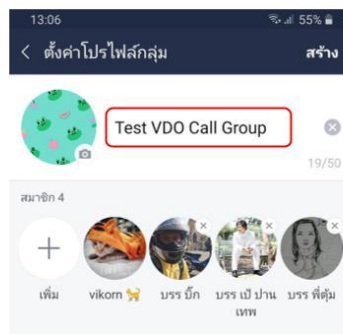 13:06 55%
ตั้งค่าโปรไฟล์กลุ่ม สร้าง
Test VDO Call Group
19/50
สมาชิก 4
เพิ่ม vikorn บรร บิ๊ก บรร เป้ ปาน บรร พี่ตุ้ม
เทพ